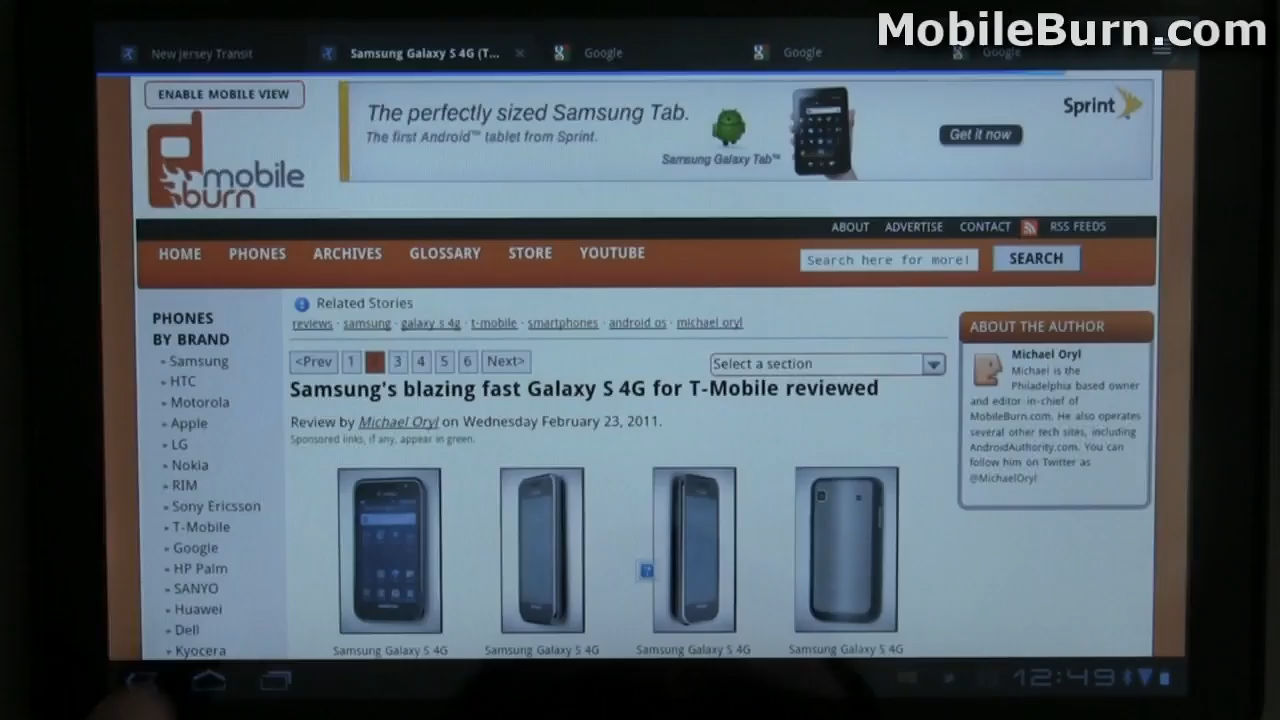 MobileBurn.com
New Jersey Transit
Samsung Galaxy S 4G (T...
Google
Google
Google
ENABLE MOBILE VIEW
mobile
burn
The perfectly sized Samsung Tab.
The first Android™ tablet from Sprint.
Samsung Galaxy Tab™
Get it now
Sprint
ABOUT ADVERTISE CONTACT RSS FEEDS
HOME PHONES ARCHIVES GLOSSARY STORE YOUTUBE
Search here for more!
SEARCH
PHONES
BY BRAND
Samsung
HTC
Motorola
Apple
LG
Nokia
RIM
Sony Ericsson
T-Mobile
Google
HP Palm
SANYO
Huawei
Dell
Kyocera
Related Stories
reviews · samsung · galaxy s 4g · t-mobile · smartphones · android os · michael oryl
<Prev 1 3 4 5 6 Next>
Select a section
Samsung's blazing fast Galaxy S 4G for T-Mobile reviewed
Review by Michael Oryl on Wednesday February 23, 2011.
Sponsored links, if any, appear in green.
Samsung Galaxy S 4G Samsung Galaxy S 4G Samsung Galaxy S 4G Samsung Galaxy S 4G
ABOUT THE AUTHOR
Michael Oryl
Michael is the
Philadelphia based owner
and editor in-chief of
MobileBurn.com. He also operates
several other tech sites, including
AndroidAuthority.com. You can
follow him on Twitter as
@MichaelOryl
12:49